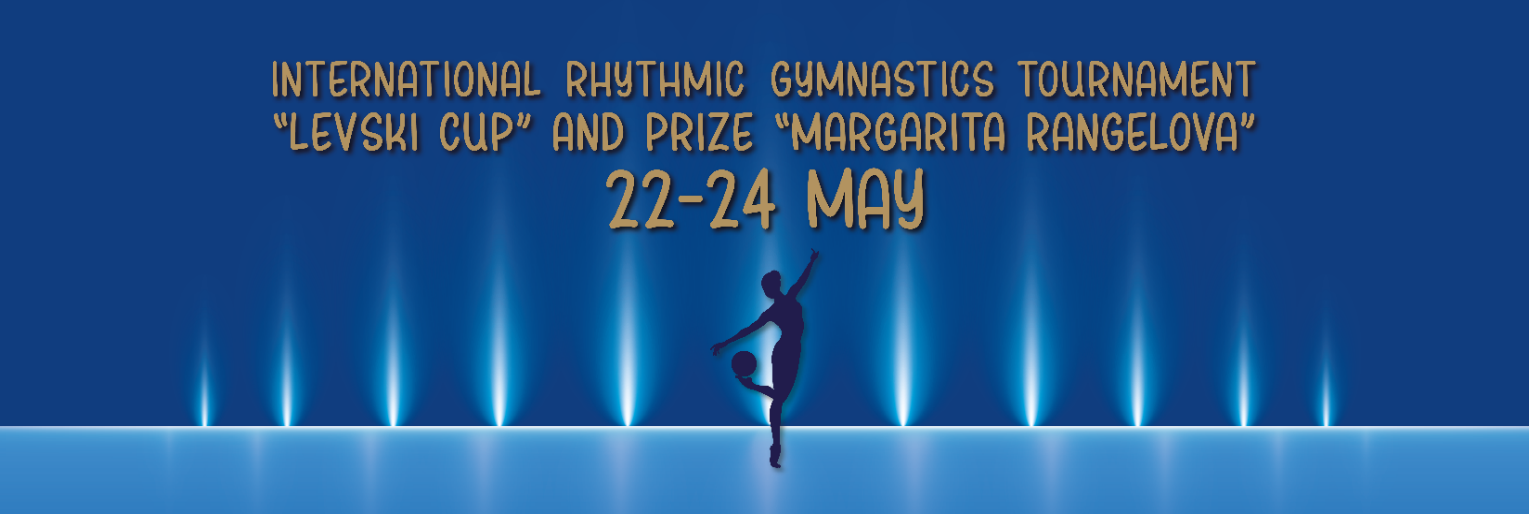 INTERNATIONAL RHYTHMIC GYMNASTICS TOURNAMENT
“LEVSKI CUP” AND PRIZE “MARGARITA RANGELOVA”
22-24 MAY